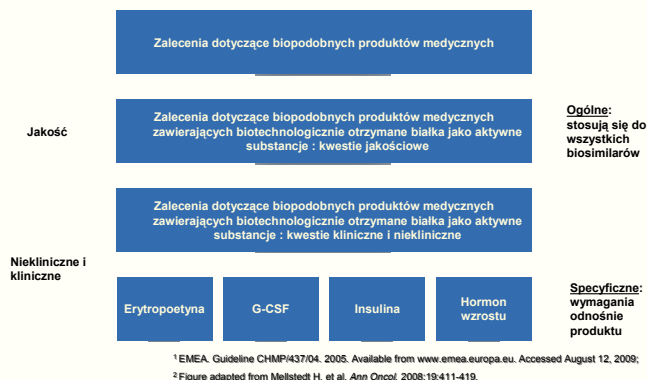 Zalecenia dotyczące biopodobnych produktów medycznych
Jakość
Zalecenia dotyczące biopodobnych produktów medycznych
zawierających biotechnologicznie otrzymane białka jako aktywne
substancje : kwestie jakościowe
Ogólne:
stosują się do
wszystkich
biosimilarów
Zalecenia dotyczące biopodobnych produktów medycznych
zawierających biotechnologicznie otrzymane białka jako aktywne
substancje : kwestie kliniczne i niekliniczne
Niekliniczne i
kliniczne
Erytropoetyna
G-CSF
Insulina
Hormon
wzrostu
Specyficzne:
wymagania
odnośnie
produktu
1 EMEA. Guideline CHMP/437/04. 2005. Available from www.emea.europa.eu. Accessed August 12, 2009;
2 Figure adapted from Mellstedt H, et al. Ann Oncol. 2008;19:411-419.